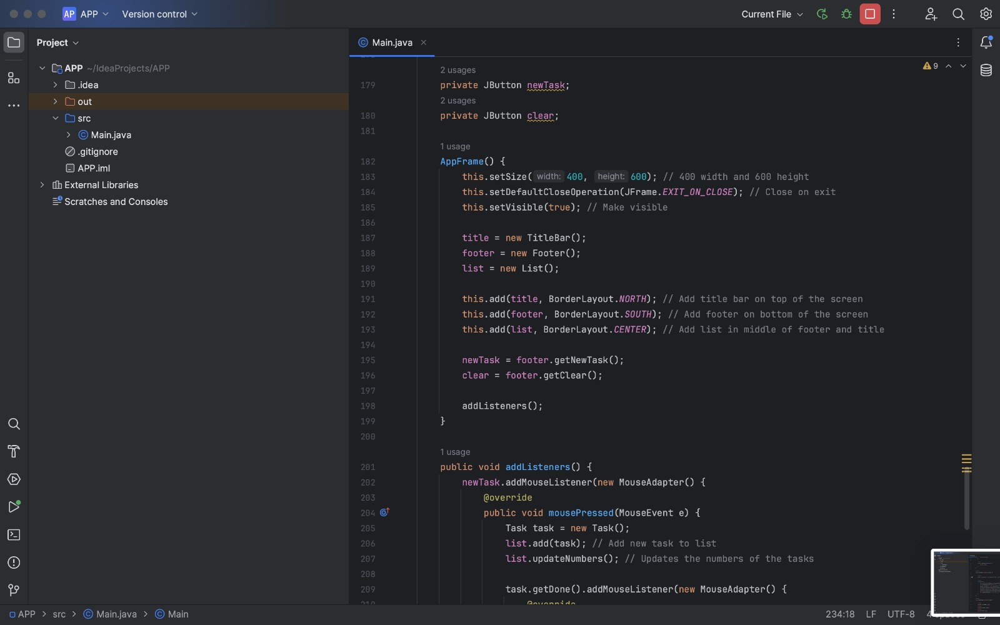 AP APP Version control Current File
Project
Main.java
APP ~/IdeaProjects/APP
.idea
out
src
Main.java
.gitignore
APP.iml
External Libraries
Scratches and Consoles
9
2 usages
179 private JButton newTask;
2 usages
180 private JButton clear;
181
1 usage
182 AppFrame() {
183 this.setSize( width: 400, height: 600); // 400 width and 600 height
184 this.setDefaultCloseOperation(JFrame.EXIT_ON_CLOSE); // Close on exit
185 this.setVisible(true); // Make visible
186
187 title = new TitleBar();
188 footer = new Footer();
189 list = new List();
190
191 this.add(title, BorderLayout.NORTH); // Add title bar on top of the screen
192 this.add(footer, BorderLayout.SOUTH); // Add footer on bottom of the screen
193 this.add(list, BorderLayout.CENTER); // Add list in middle of footer and title
194
195 newTask = footer.getNewTask();
196 clear = footer.getClear();
197
198 addListeners();
199 }
200
1 usage
201 public void addListeners() {
202 newTask.addMouseListener(new MouseAdapter() {
203 @override
204 public void mousePressed(MouseEvent e) {
205 Task task = new Task();
206 list.add(task); // Add new task to list
207 list.updateNumbers(); // Updates the numbers of the tasks
208
209 task.getDone().addMouseListener(new MouseAdapter() {
210 @override
APP > src > Main.java > Main 234:18 LF UTF-8